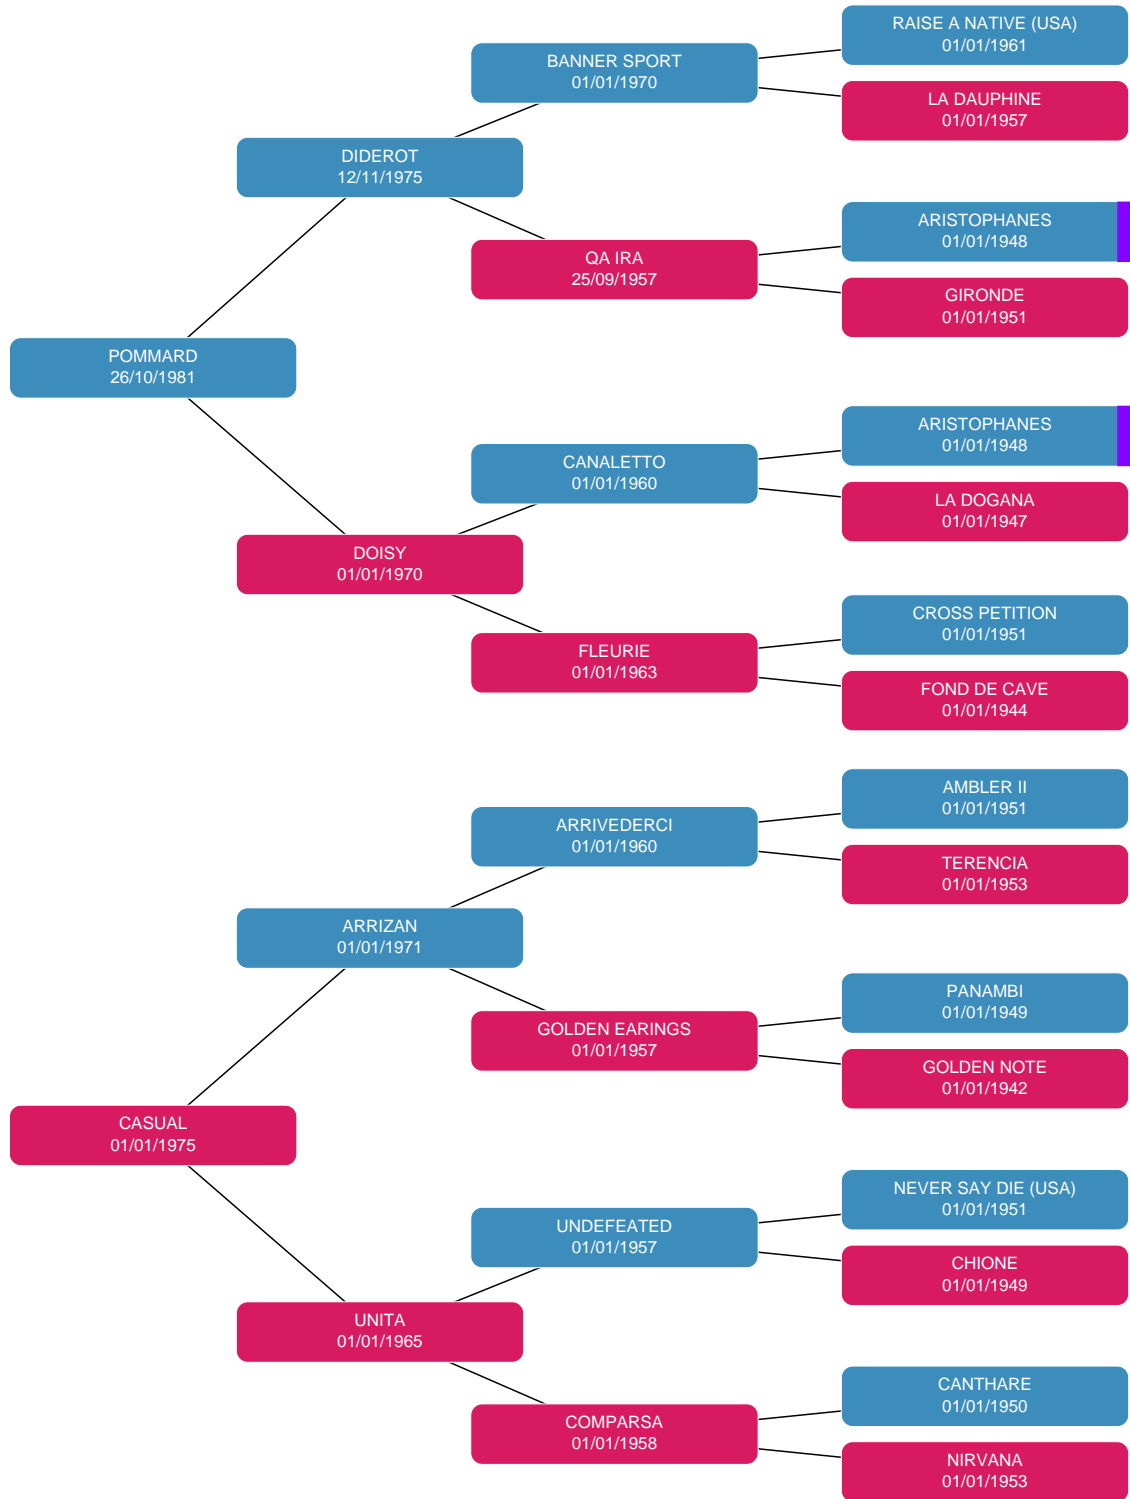 RAISE A NATIVE (USA)
01/01/1961
BANNER SPORT
01/01/1970
LA DAUPHINE
01/01/1957
DIDEROT
12/11/1975
ARISTOPHANES
01/01/1948
QA IRA
25/09/1957
GIRONDE
01/01/1951
POMMARD
26/10/1981
ARISTOPHANES
01/01/1948
CANALETTO
01/01/1960
LA DOGANA
01/01/1947
DOISY
01/01/1970
CROSS PETITION
01/01/1951
FLEURIE
01/01/1963
FOND DE CAVE
01/01/1944
AMBLER II
01/01/1951
ARRIVEDERCI
01/01/1960
TERENCIA
01/01/1953
ARRIZAN
01/01/1971
PANAMBI
01/01/1949
GOLDEN EARINGS
01/01/1957
GOLDEN NOTE
01/01/1942
CASUAL
01/01/1975
NEVER SAY DIE (USA)
01/01/1951
UNDEFEATED
01/01/1957
CHIONE
01/01/1949
UNITA
01/01/1965
CANTHARE
01/01/1950
COMPARSA
01/01/1958
NIRVANA
01/01/1953